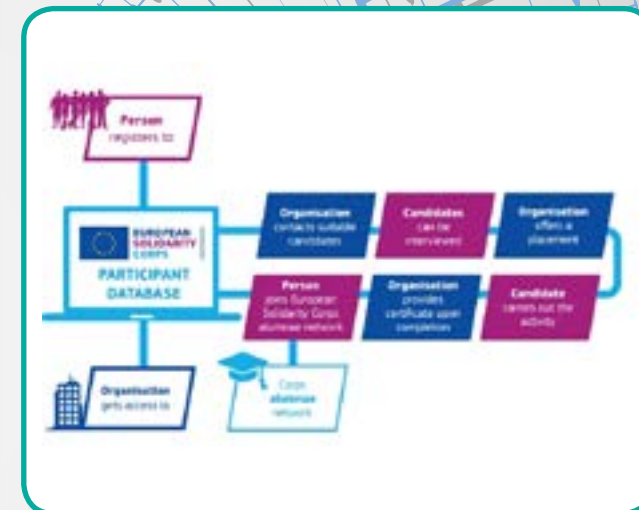 Person
registers to
EUROPEAN
SOLIDARITY
CORPS
PARTICIPANT
DATABASE
Organisation
contacts suitable
candidates
Candidates
can be
interviewed
Organisation
offers a
placement
Person
joins European
Solidarity Corps
alumnae network
Organisation
provides
certificate upon
completion
Candidate
carries out the
activity
Organisation
gets access to
Corps
alumnae
network